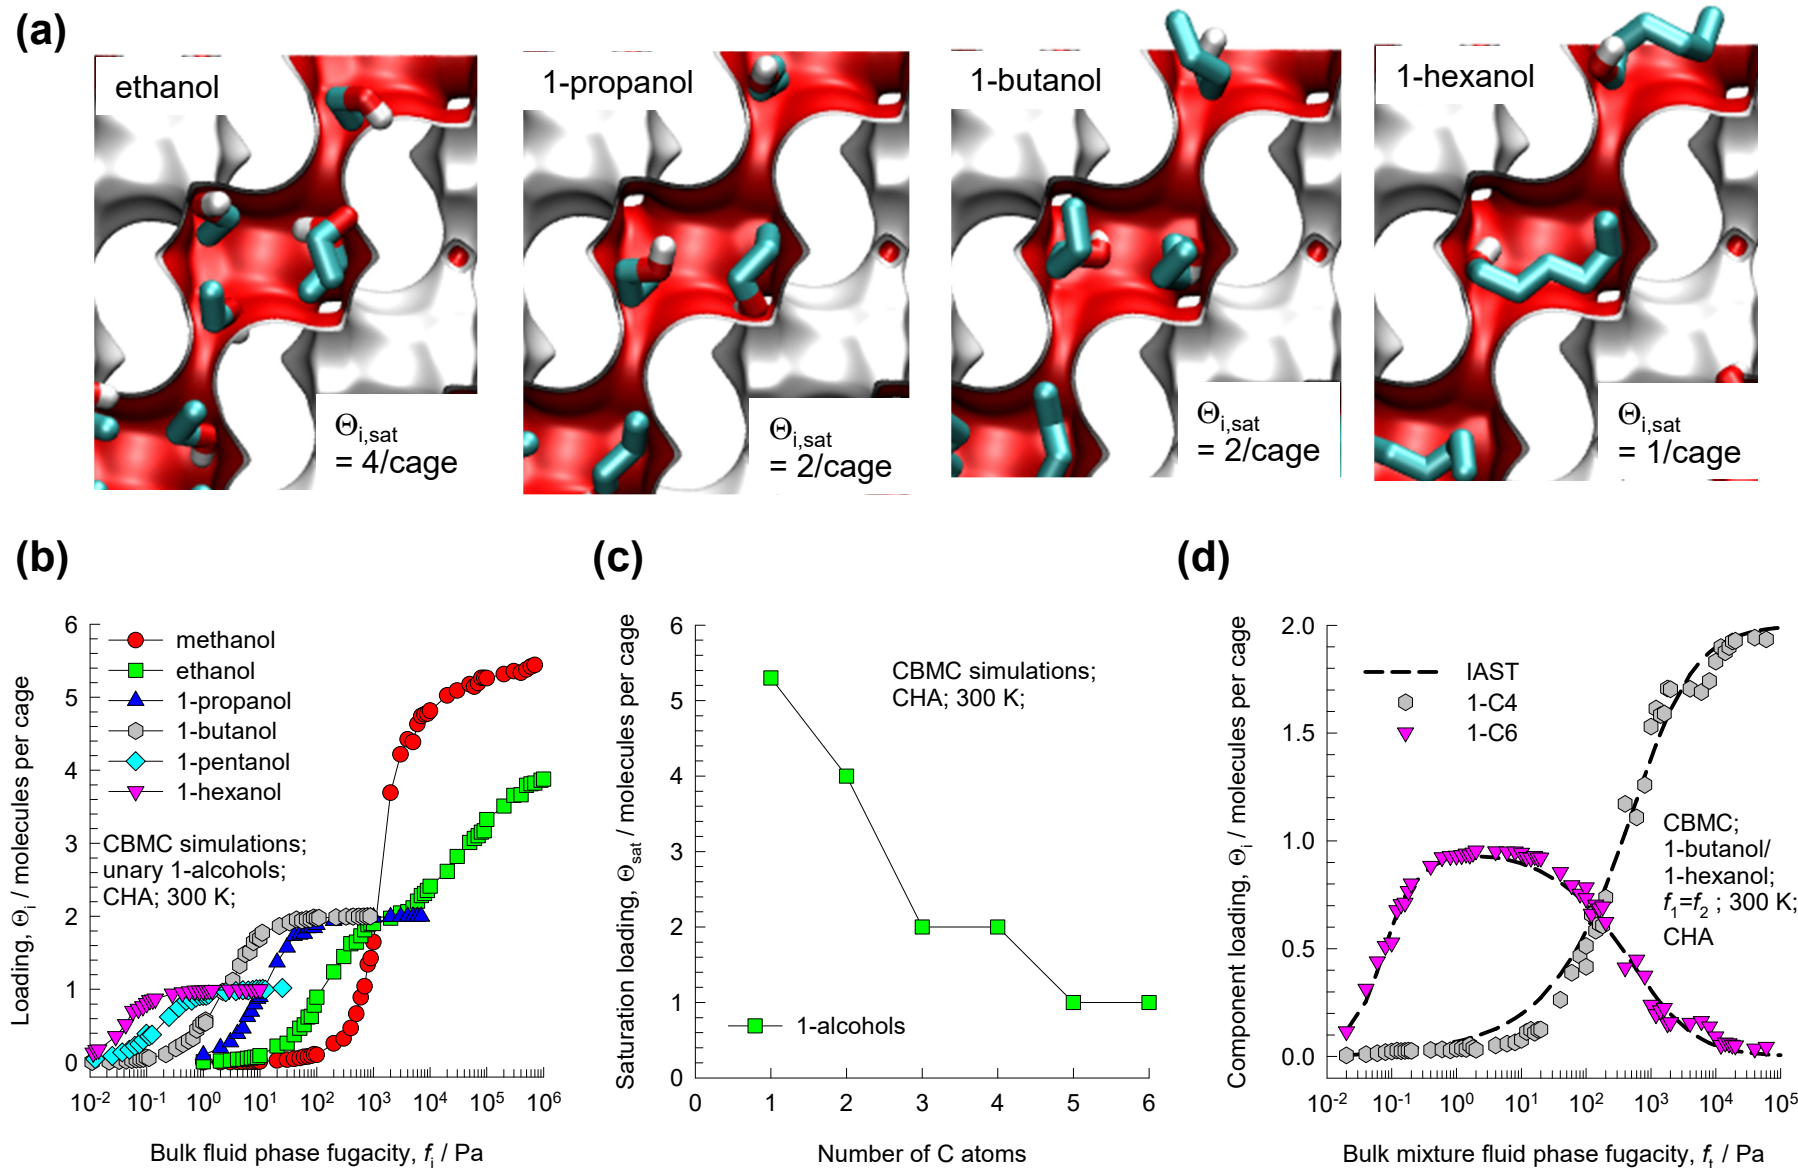 (a)
ethanol
Θi,sat
= 4/cage
1-propanol
Θi,sat
= 2/cage
1-butanol
Θi,sat
= 2/cage
1-hexanol
Θi,sat
= 1/cage
(b)
Loading, Θi / molecules per cage
6
5
4
3
2
1
0
methanol
ethanol
1-propanol
1-butanol
1-pentanol
1-hexanol
CBMC simulations;
unary 1-alcohols;
CHA; 300 K;
10-2 10-1 100 101 102 103 104 105 106
Bulk fluid phase fugacity, fi / Pa
(c)
Saturation loading, Θsat / molecules per cage
6
5
4
3
2
1
0
CBMC simulations;
CHA; 300 K;
1-alcohols
0 1 2 3 4 5 6
Number of C atoms
(d)
Component loading, Θi / molecules per cage
2.0
1.5
1.0
0.5
0.0
IAST
1-C4
1-C6
CBMC;
1-butanol/
1-hexanol;
f1=f2 ; 300 K;
CHA
10-2 10-1 100 101 102 103 104 105
Bulk mixture fluid phase fugacity, ft / Pa